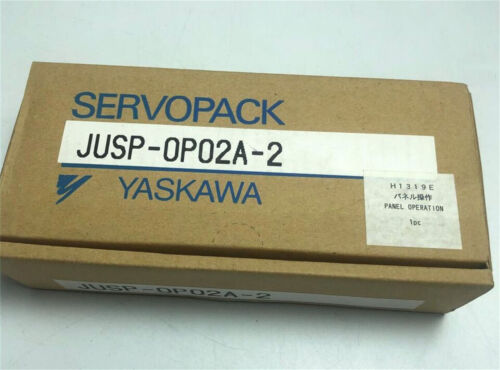 SERVOPACK
JUSP-OP02A-2
YASKAWA
H1319E
パネル操作
PANEL OPERATION
1pc
JUSP-OP02A-2